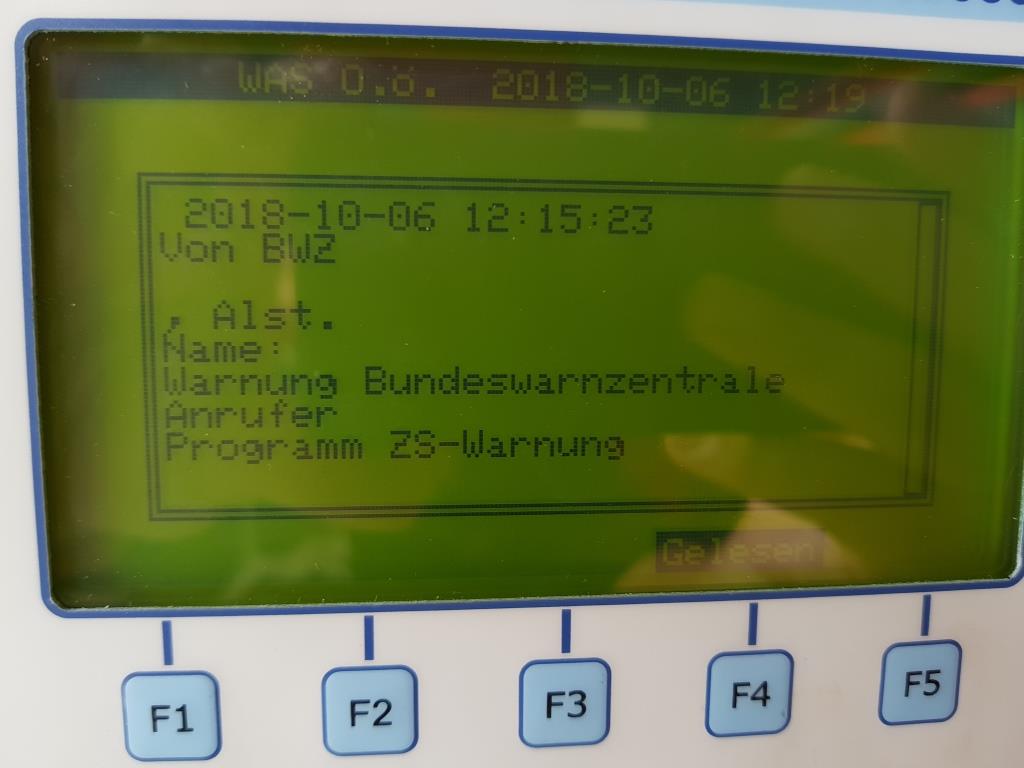 WAS O.ö. 2018-10-06 12:19
2018-10-06 12:15:23
Von BWZ
, Alst.
Name:
Warnung Bundeswarnzentrale
Anrufer
Programm ZS-Warnung
Gelesen
F1 F2 F3 F4 F5